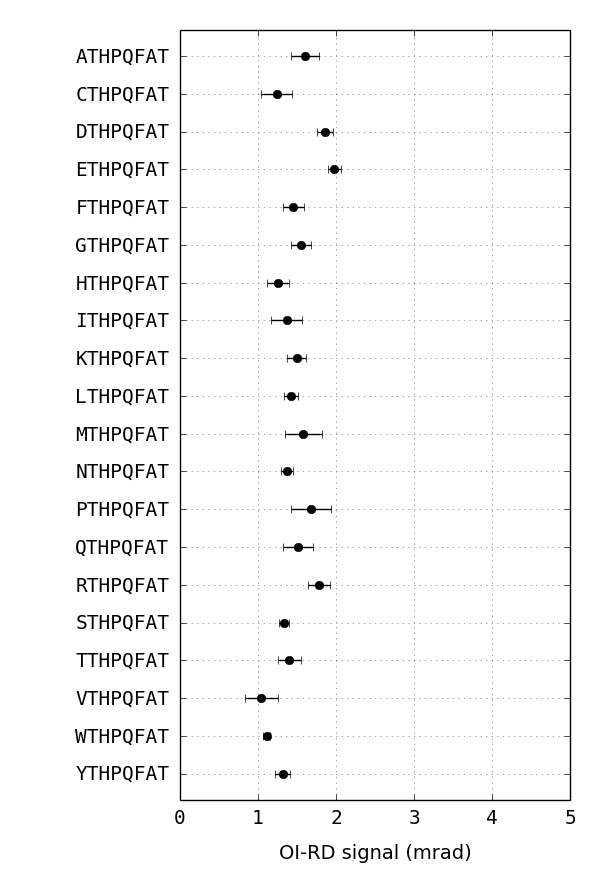 ATHPQFAT
CTHPQFAT
DTHPQFAT
ETHPQFAT
FTHPQFAT
GTHPQFAT
HTHPQFAT
ITHPQFAT
KTHPQFAT
LTHPQFAT
MTHPQFAT
NTHPQFAT
PTHPQFAT
QTHPQFAT
RTHPQFAT
STHPQFAT
TTHPQFAT
VTHPQFAT
WTHPQFAT
YTHPQFAT
0 1 2 3 4 5
OI-RD signal (mrad)